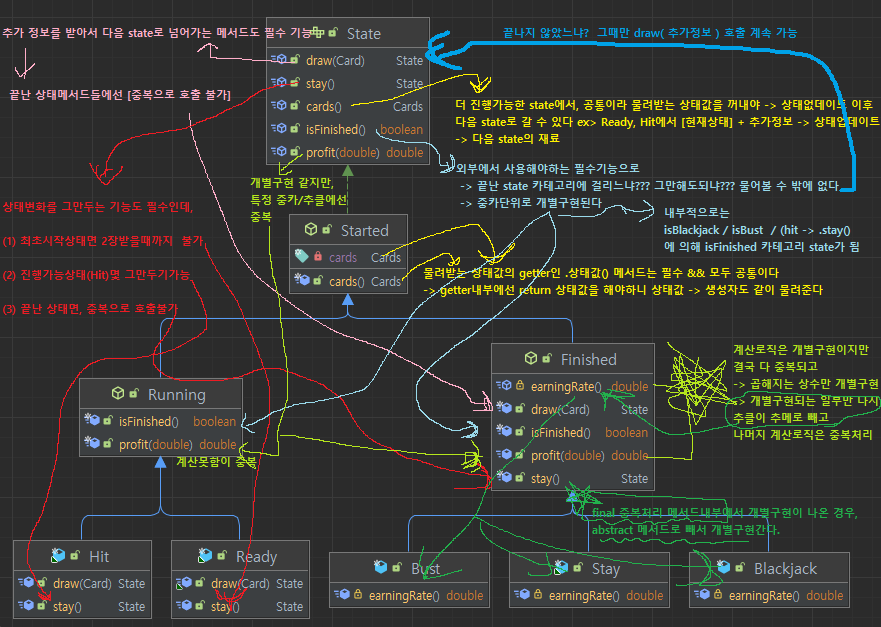 추가 정보를 받아서 다음 state로 넘어가는 메서드도 필수 기능
State
끝나지 않았느냐? 그때만 draw( 추가정보 ) 호출 계속 가능
draw(Card) State
stay() State
cards() Cards
isFinished() boolean
profit(double) double
끝난 상태메서드들에선 [중복으로 호출 불가]
더 진행가능한 state에서, 공통이라 물려받는 상태값을 꺼내야 -> 상태없데이트 이후
다음 state로 갈 수 있다 ex> Ready, Hit에서 [현재상태] + 추가정보 -> 상태업데이트
-> 다음 state의 재료
외부에서 사용해야하는 필수기능으로
-> 끝난 state 카테고리에 걸리느냐??? 그만해도되냐??? 물어볼 수 밖에 없다
-> 중카단위로 개별구현된다
개별구현 같지만,
특정 중카/추클에선
중복
내부적으로는
isBlackjack / isBust / (hit -> .stay()
에 의해 isFinished 카테고리 state가 됨
상태변화를 그만두는 기능도 필수인데,
(1) 최초시작상태면 2장받을때까지 불가
(2) 진행가능상태(Hit)몇 그만두기가능
(3) 끝난 상태면, 중복으로 호출불가
Started
cards Cards
cards() Cards
물려받는 상태값의 getter인 .상태값() 메서드는 필수 && 모두 공통이다
-> getter내부에선 return 상태값을 해야하니 상태값 -> 생성자도 같이 물려준다
Running
isFinished() boolean
profit(double) double
계산못함이 중복
Finished
earningRate() double
draw(Card) State
isFinished() boolean
profit(double) double
stay() State
계산로직은 개별구현이지만
결국 다 중복되고
-> 곱해지는 상수만 개별구현
-> 개별구현되는 일부만 다시
추클이 추메로 빼고
나머지 계산로직은 중복처리
final 중복처리 메서드내부에서 개별구현이 나온 경우,
abstract 메서드로 빼서 개별구현간다.
Hit
draw(Card) State
stay() State
Ready
draw(Card) State
stay() State
Bust
earningRate() double
Stay
earningRate() double
Blackjack
earningRate() double